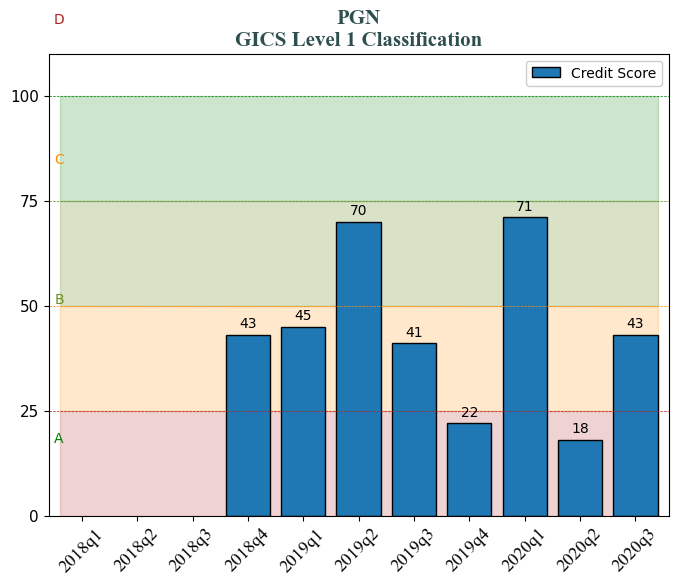 D
PGN
GICS Level 1 Classification
Credit Score
100
C
75
71
70
B
50
45
43
43
41
25
22
18
A
0
2018q1
2018q2
2018q3
2018q4
2019q1
2019q2
2019q3
2019q4
2020q1
2020q2
2020q3